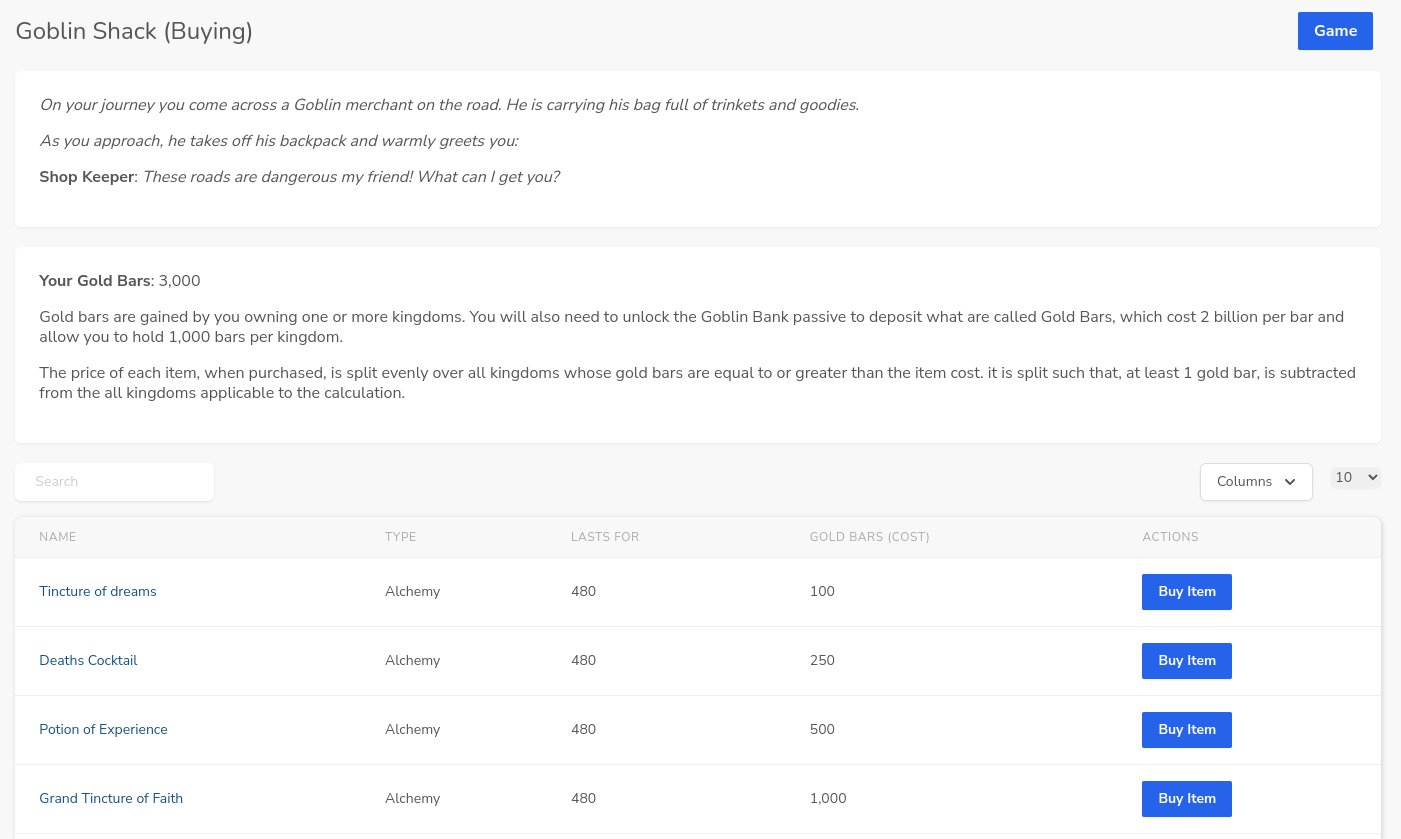 Goblin Shack (Buying)
Game
On your journey you come across a Goblin merchant on the road. He is carrying his bag full of trinkets and goodies.
As you approach, he takes off his backpack and warmly greets you:
Shop Keeper: These roads are dangerous my friend! What can I get you?
Your Gold Bars: 3,000
Gold bars are gained by you owning one or more kingdoms. You will also need to unlock the Goblin Bank passive to deposit what are called Gold Bars, which cost 2 billion per bar and
allow you to hold 1,000 bars per kingdom.
The price of each item, when purchased, is split evenly over all kingdoms whose gold bars are equal to or greater than the item cost. it is split such that, at least 1 gold bar, is subtracted
from the all kingdoms applicable to the calculation.
Search
Columns
10
NAME TYPE LASTS FOR GOLD BARS (COST) ACTIONS
Tincture of dreams Alchemy 480 100 Buy Item
Deaths Cocktail Alchemy 480 250 Buy Item
Potion of Experience Alchemy 480 500 Buy Item
Grand Tincture of Faith Alchemy 480 1,000 Buy Item